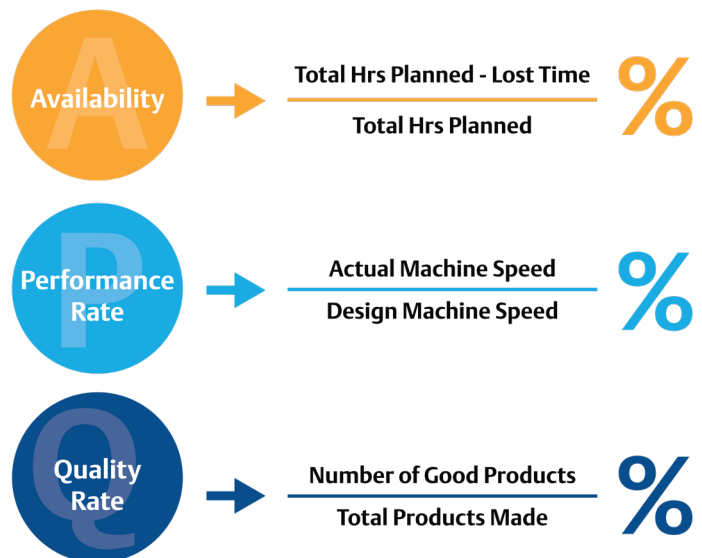 A
Availability
Total Hrs Planned - Lost Time
Total Hrs Planned
%
P
Performance
Rate
Actual Machine Speed
Design Machine Speed
%
Q
Quality
Rate
Number of Good Products
Total Products Made
%